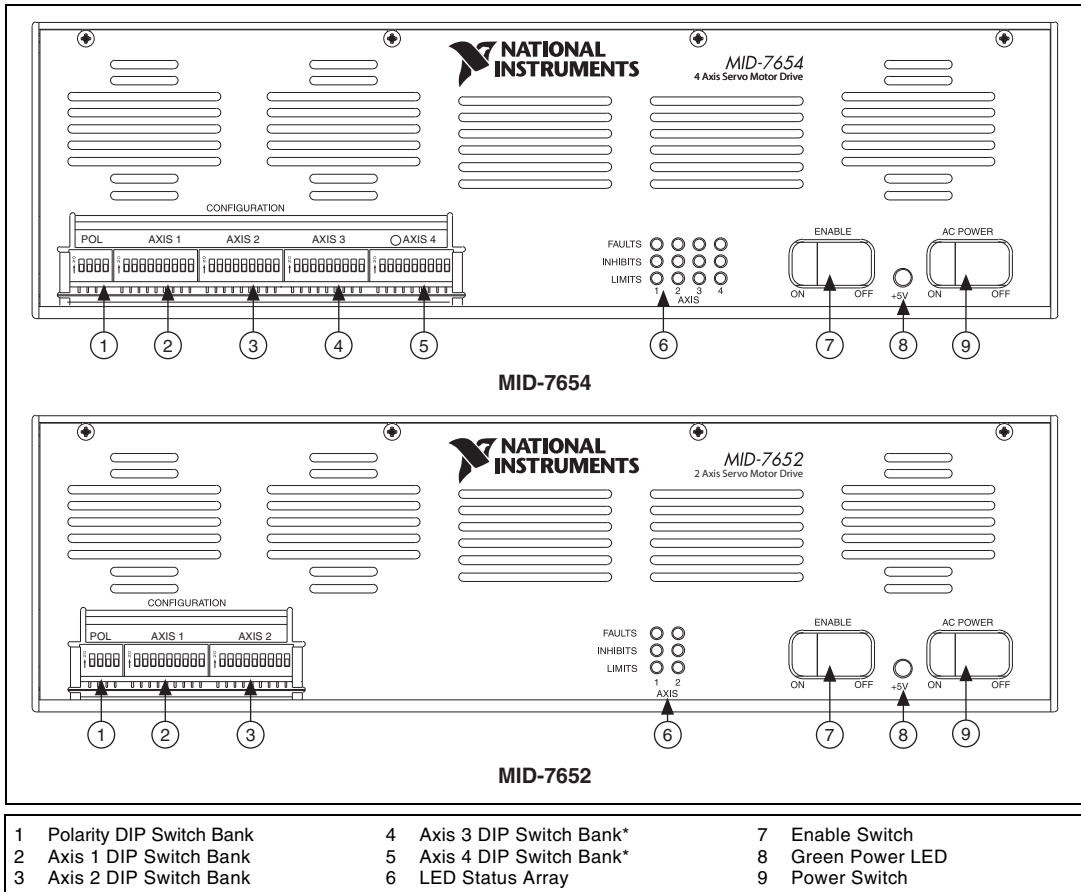 NATIONAL
INSTRUMENTS
MID-7654
4 Axis Servo Motor Drive
CONFIGURATION
POL AXIS 1 AXIS 2 AXIS 3 AXIS 4
FAULTS
INHIBITS
LIMITS
1 2 3 4
AXIS
ENABLE
ON OFF
+5V
AC POWER
ON OFF
1 2 3 4 5 6 7 8 9
MID-7654
NATIONAL
INSTRUMENTS
MID-7652
2 Axis Servo Motor Drive
CONFIGURATION
POL AXIS 1 AXIS 2
FAULTS
INHIBITS
LIMITS
1 2
AXIS
ENABLE
ON OFF
+5V
AC POWER
ON OFF
1 2 3 6 7 8 9
MID-7652
1 Polarity DIP Switch Bank
2 Axis 1 DIP Switch Bank
3 Axis 2 DIP Switch Bank
4 Axis 3 DIP Switch Bank*
5 Axis 4 DIP Switch Bank*
6 LED Status Array
7 Enable Switch
8 Green Power LED
9 Power Switch